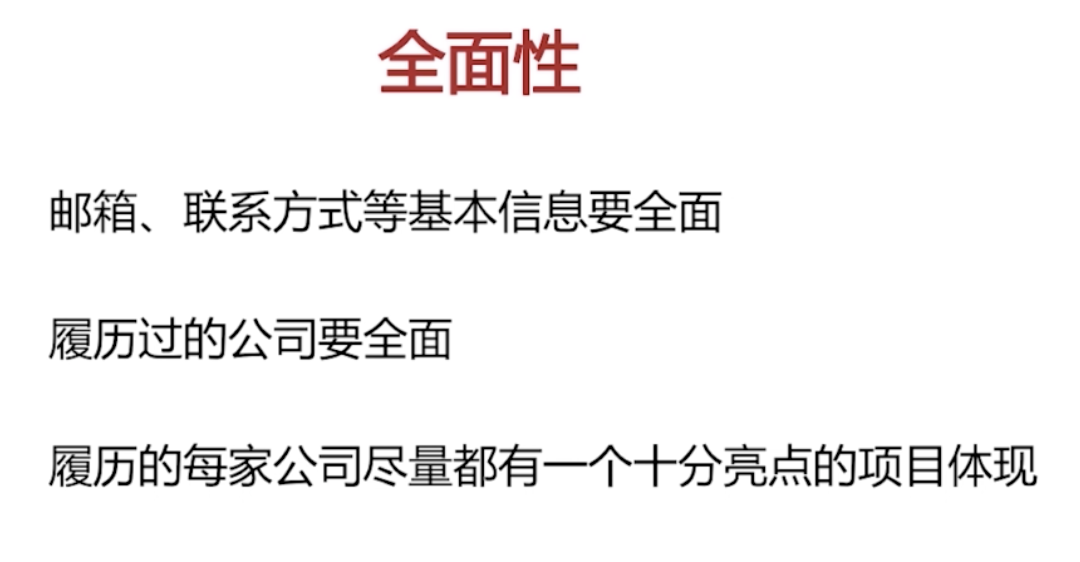 全面性
邮箱、联系方式等基本信息要全面
履历过的公司要全面
履历的每家公司尽量都有一个十分亮点的项目体现